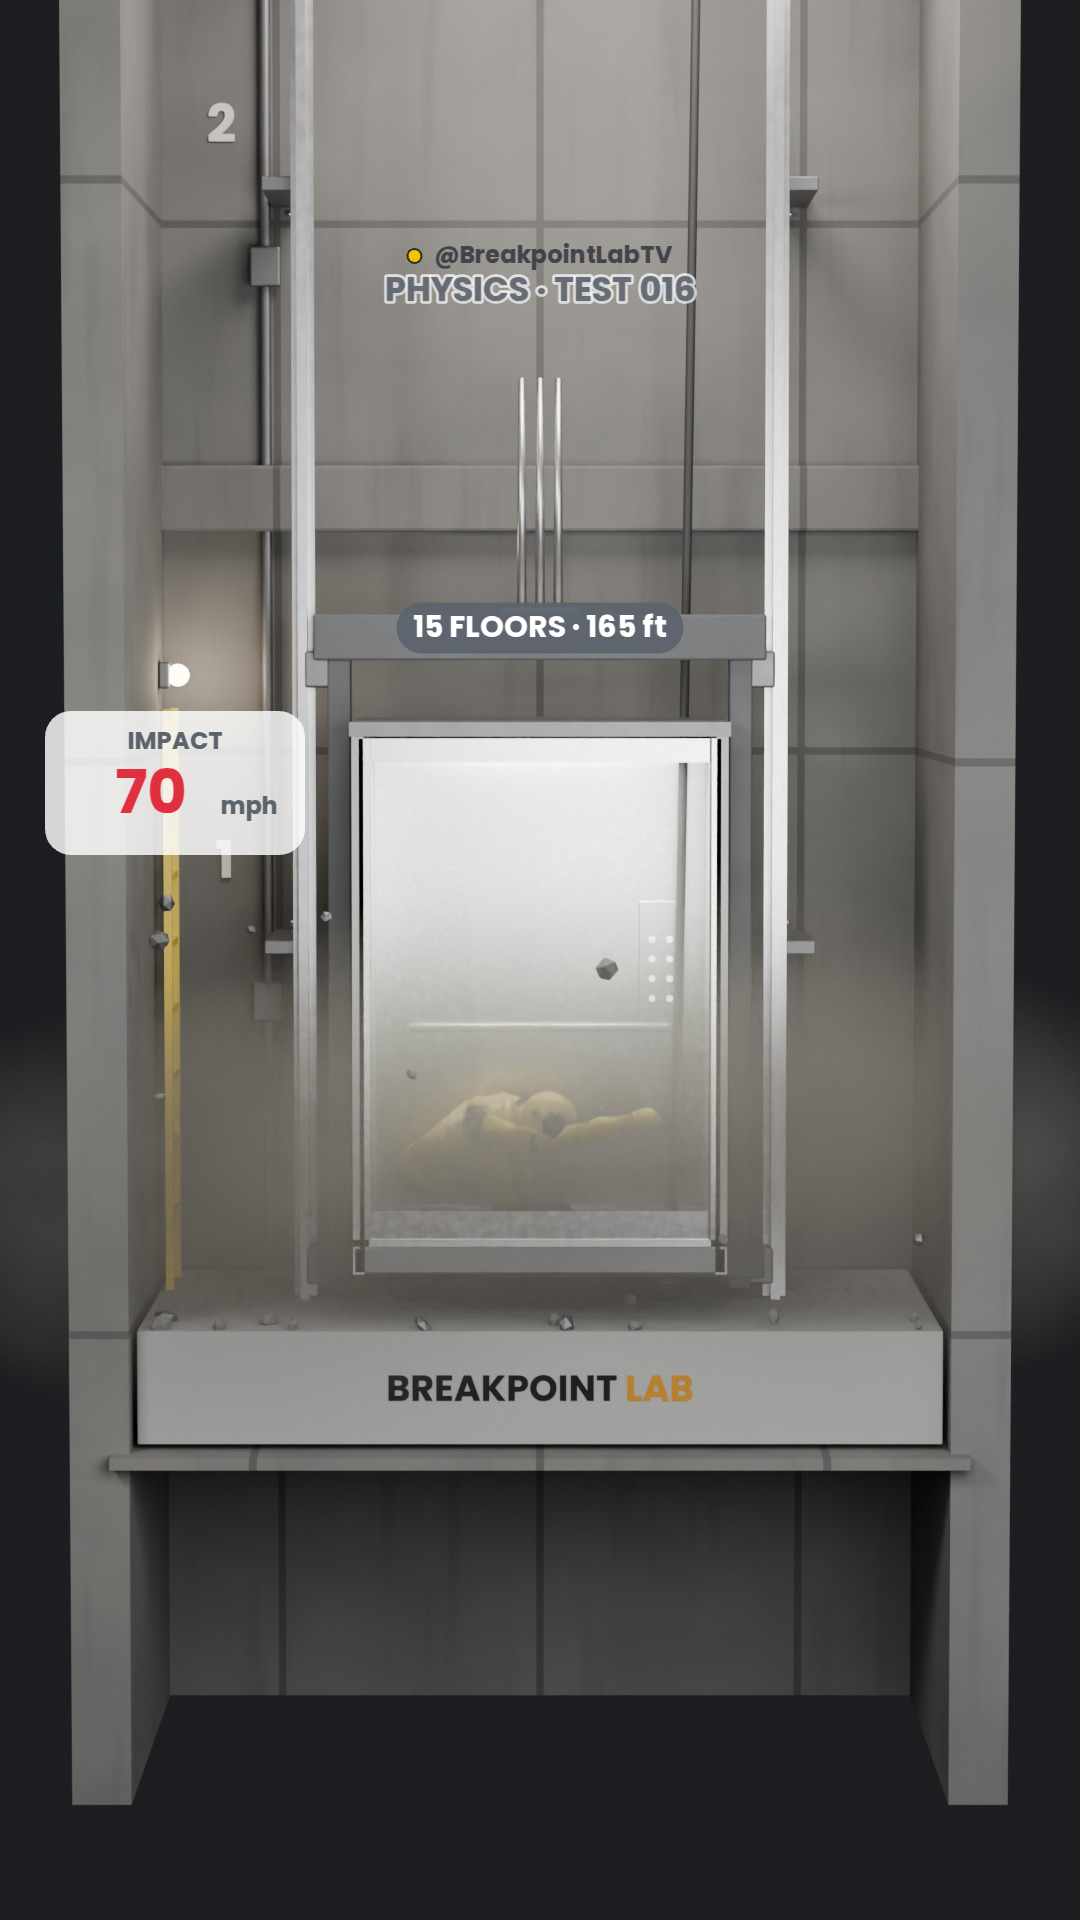 2
@BreakpointLabTV
PHYSICS · TEST 016
15 FLOORS · 165 ft
IMPACT
70 mph
1
BREAKPOINT LAB